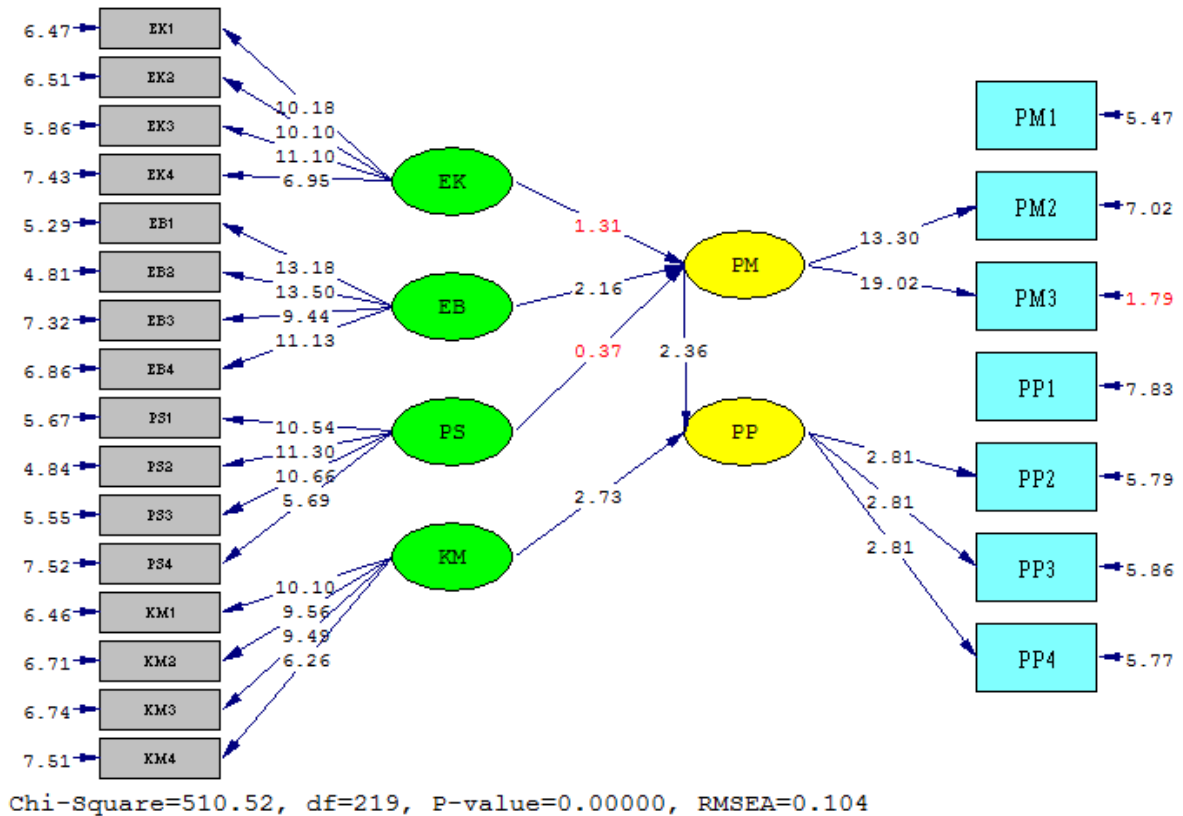 6.47 EK1
6.51 EK2
5.86 EK3
7.43 EK4
5.29 EB1
4.81 EB2
7.32 EB3
6.86 EB4
5.67 PS1
4.84 PS2
5.55 PS3
7.52 PS4
6.46 KM1
6.71 KM2
6.74 KM3
7.51 KM4
10.18
10.10
11.10
6.95
13.18
13.50
9.44
11.13
10.54
11.30
10.66
5.69
10.10
9.56
9.49
6.26
EK
EB
PS
KM
1.31
2.16
0.37
2.73
PM
2.36
PP
13.30
19.02
2.81
2.81
2.81
PM1 5.47
PM2 7.02
PM3 1.79
PP1 7.83
PP2 5.79
PP3 5.86
PP4 5.77
Chi-Square=510.52, df=219, P-value=0.00000, RMSEA=0.104